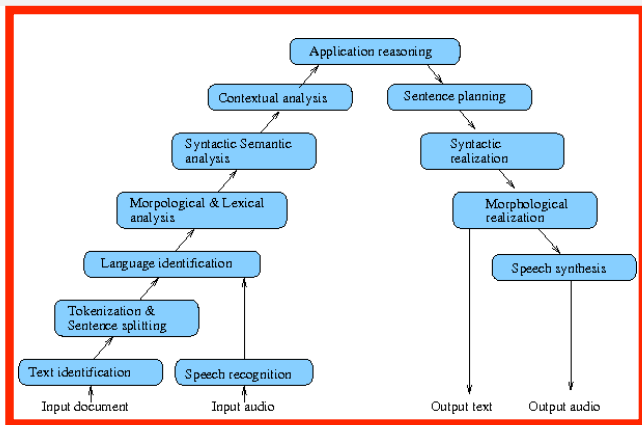 Application reasoning
Contextual analysis
Sentence planning
Syntactic Semantic
analysis
Syntactic
realization
Morpological & Lexical
analysis
Morphological
realization
Language identification
Speech synthesis
Tokenization &
Sentence splitting
Text identification
Speech recognition
Input document
Input audio
Output text
Output audio